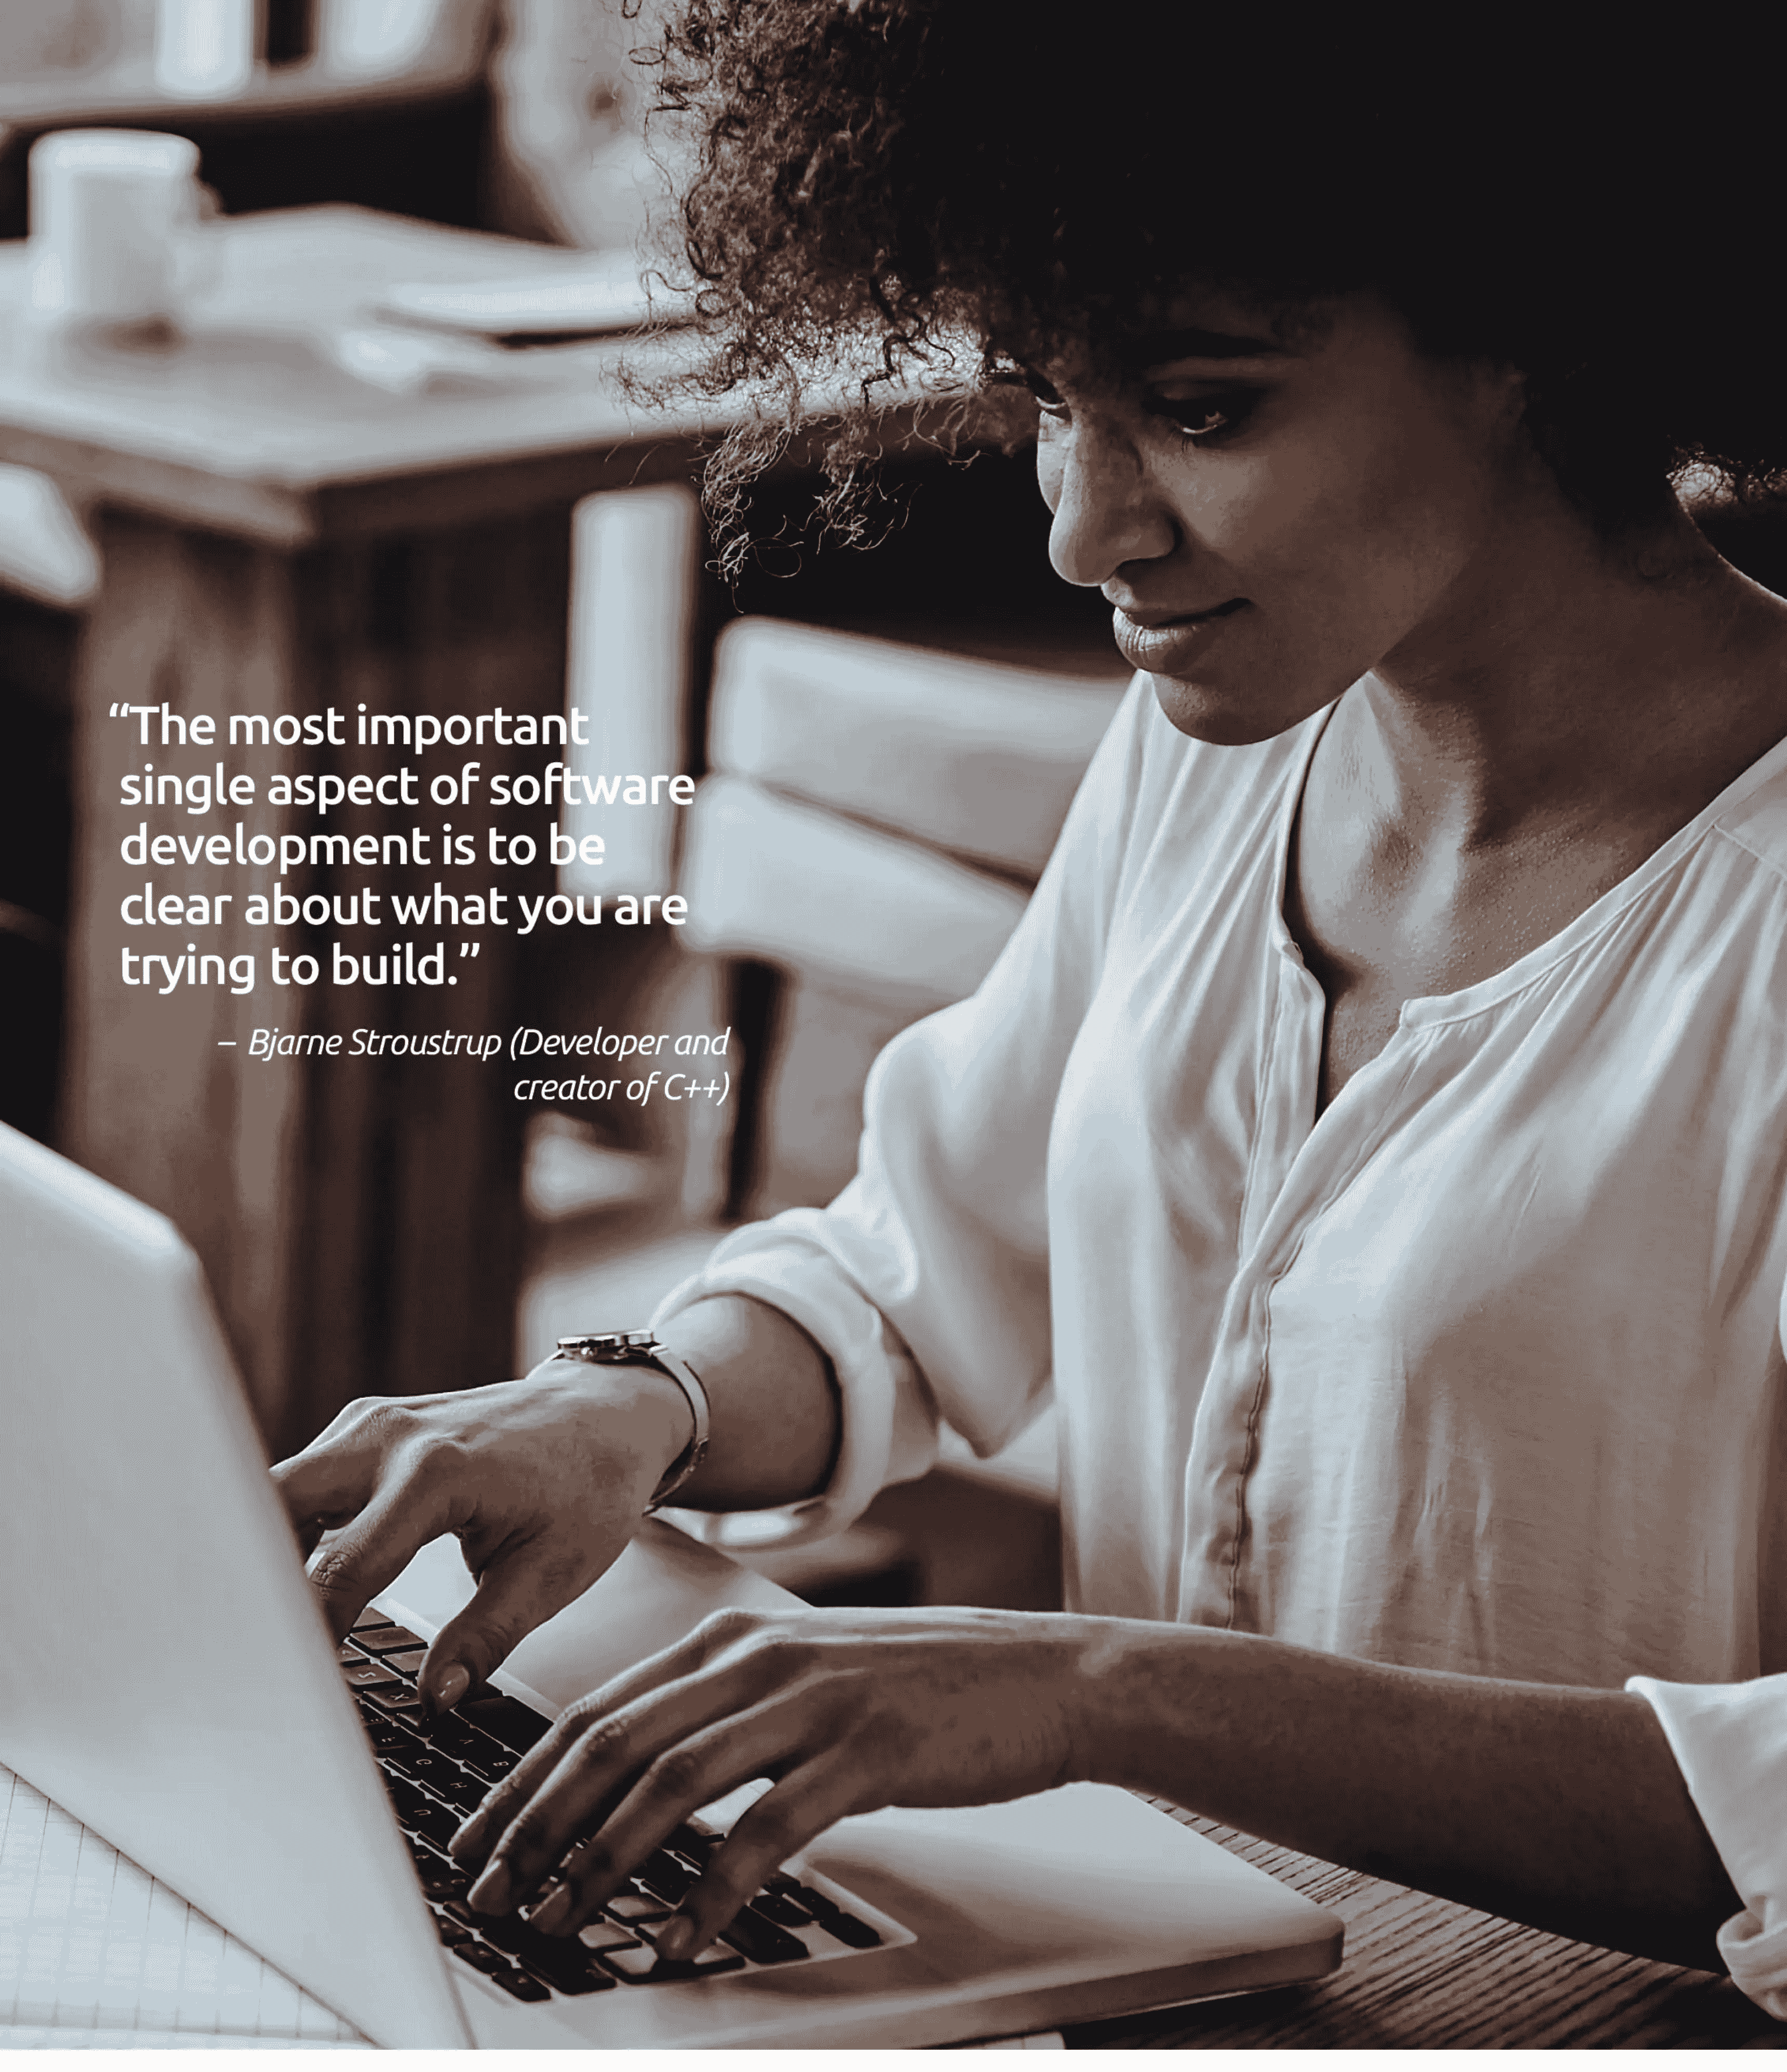 “The most important
single aspect of software
development is to be
clear about what you are
trying to build.”
– Bjarne Stroustrup (Developer and
creator of C++)